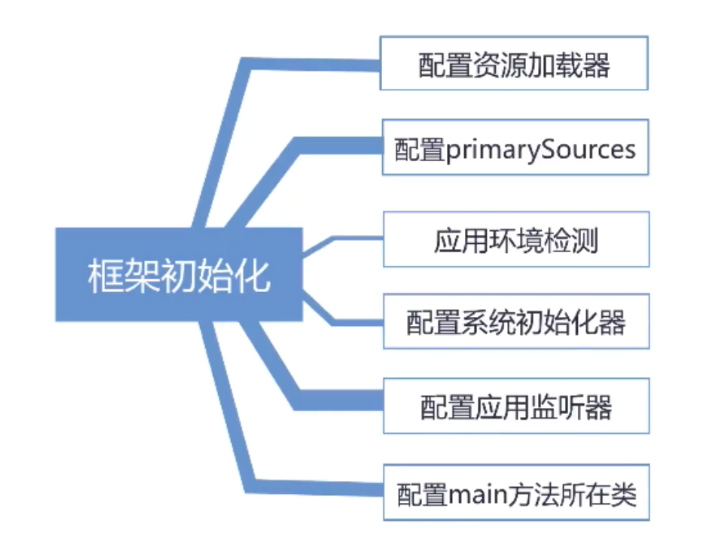 配置资源加载器
配置primarySources
应用环境检测
框架初始化
配置系统初始化器
配置应用监听器
配置main方法所在类